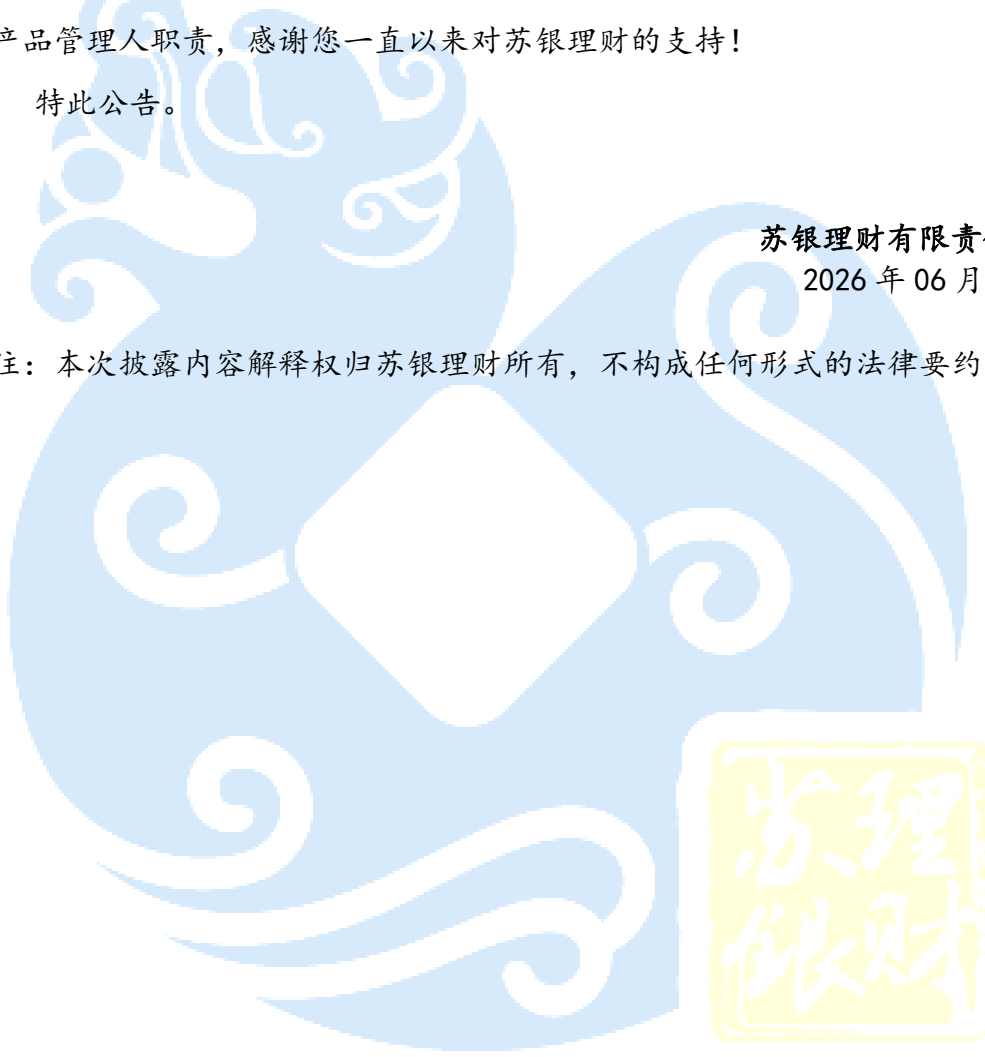 产品管理人职责，感谢您一直以来对苏银理财的支持！
特此公告。
苏银理财有限责
2026 年 06 月
注：本次披露内容解释权归苏银理财所有，不构成任何形式的法律要约
苏理
银财